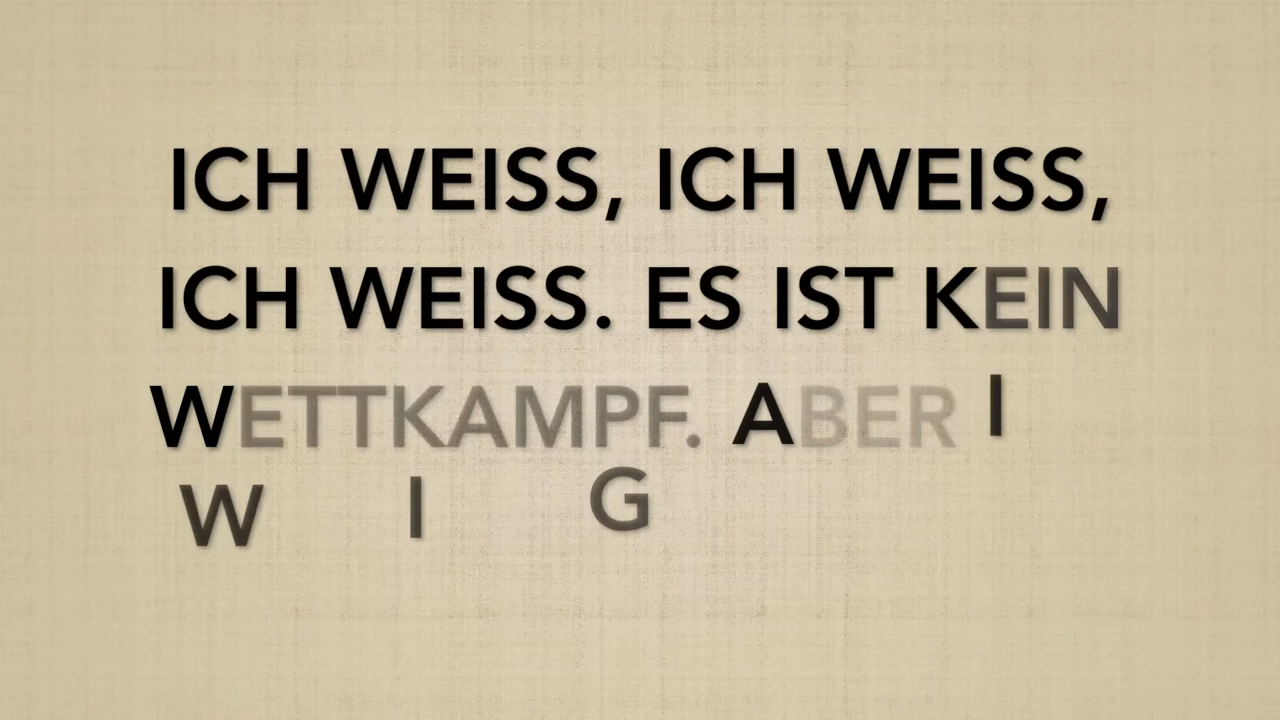 ICH WEISS, ICH WEISS,
ICH WEISS. ES IST KEIN
WETTKAMPF. ABER I
W I G